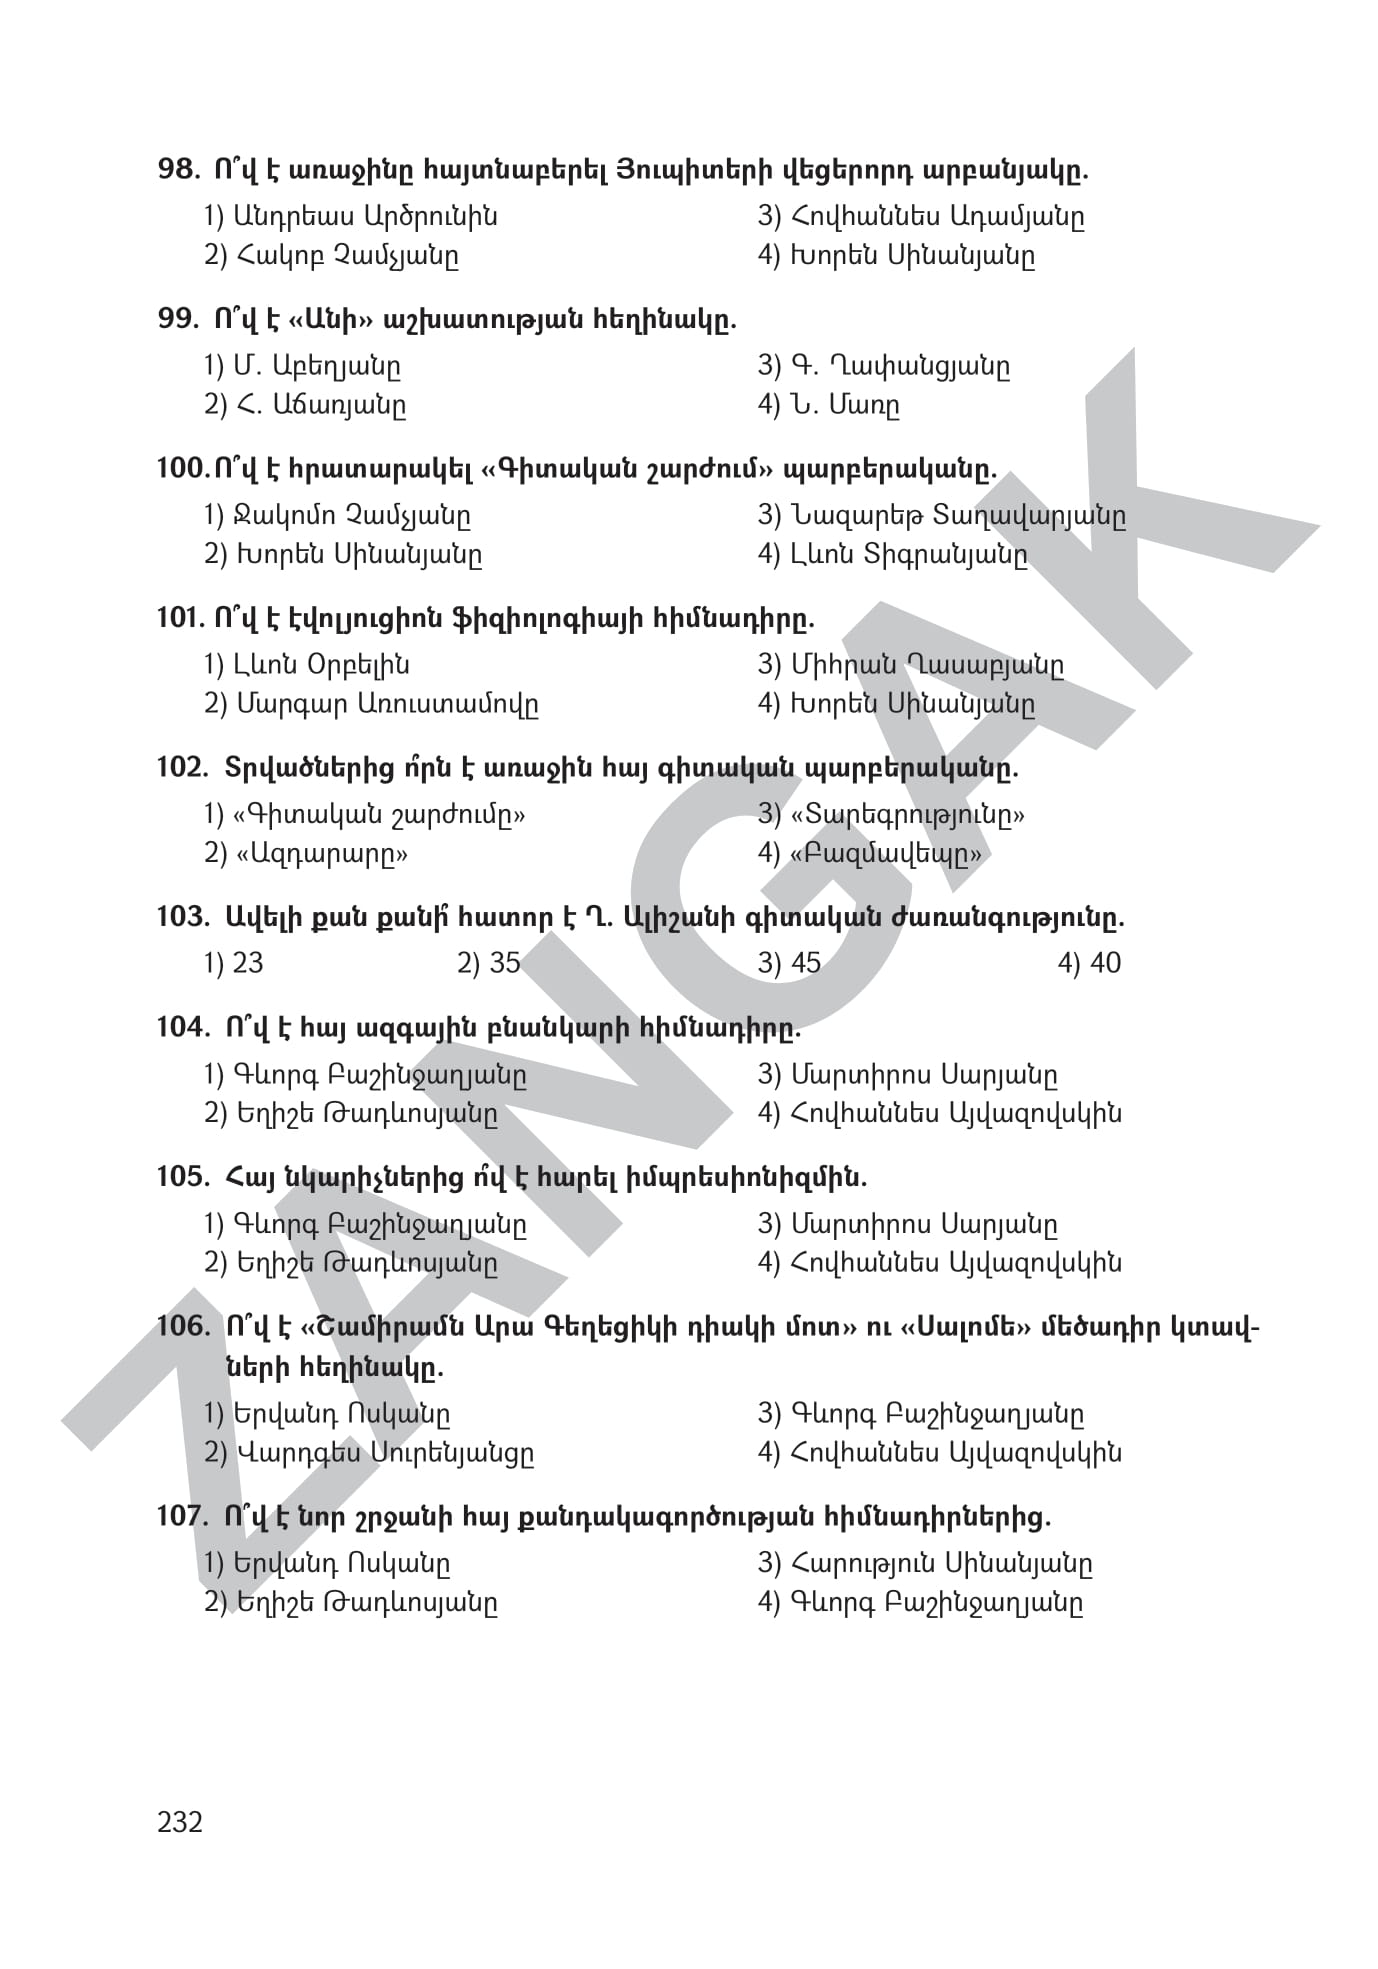 98. Ո՞վ է առաջինը հայտնաբերել Յուպիտերի վեցերորդ արբանյակը.
1) Անդրեաս Արծրունին 3) Հովհաննես Ադամյանը
2) Հակոբ Չամչյանը 4) Խորեն Սինանյանը
99. Ո՞վ է «Անի» աշխատության հեղինակը.
1) Մ. Աբեղյանը 3) Գ. Ղափանցյանը
2) Հ. Աճառյանը 4) Ն. Մառը
100. Ո՞վ է հրատարակել «Գիտական շարժում» պարբերականը.
1) Ջակոմո Չամչյանը 3) Նազարեթ Տաղավարյանը
2) Խորեն Սինանյանը 4) Լևոն Տիգրանյանը
101. Ո՞վ է էվոլյուցիոն ֆիզիոլոգիայի հիմնադիրը.
1) Լևոն Օրբելին 3) Միհրան Ղասաբյանը
2) Մարգար Առուստամովը 4) Խորեն Սինանյանը
102. Տրվածներից ո՞րն է առաջին հայ գիտական պարբերականը.
1) «Գիտական շարժումը» 3) «Տարեգրությունը»
2) «Ազդարարը» 4) «Բազմավեպը»
103. Ավելի քան քանի՞ հատոր է Ղ. Ալիշանի գիտական ժառանգությունը.
1) 23 2) 35 3) 45 4) 40
104. Ո՞վ է հայ ազգային բնանկարի հիմնադիրը.
1) Գևորգ Բաշինջաղյանը 3) Մարտիրոս Սարյանը
2) Եղիշե Թադևոսյանը 4) Հովհաննես Այվազովսկին
105. Հայ նկարիչներից ո՞վ է հարել իմպրեսիոնիզմին.
1) Գևորգ Բաշինջաղյանը 3) Մարտիրոս Սարյանը
2) Եղիշե Թադևոսյանը 4) Հովհաննես Այվազովսկին
106. Ո՞վ է «Շամիրամն Արա Գեղեցիկի դիակի մոտ» ու «Սալոմե» մեծադիր կտավ-
ների հեղինակը.
1) Երվանդ Ոսկանը 3) Գևորգ Բաշինջաղյանը
2) Վարդգես Սուրենյանցը 4) Հովհաննես Այվազովսկին
107. Ո՞վ է նոր շրջանի հայ քանդակագործության հիմնադիրներից.
1) Երվանդ Ոսկանը 3) Հարություն Սինանյանը
2) Եղիշե Թադևոսյանը 4) Գևորգ Բաշինջաղյանը
232
ZANGAK